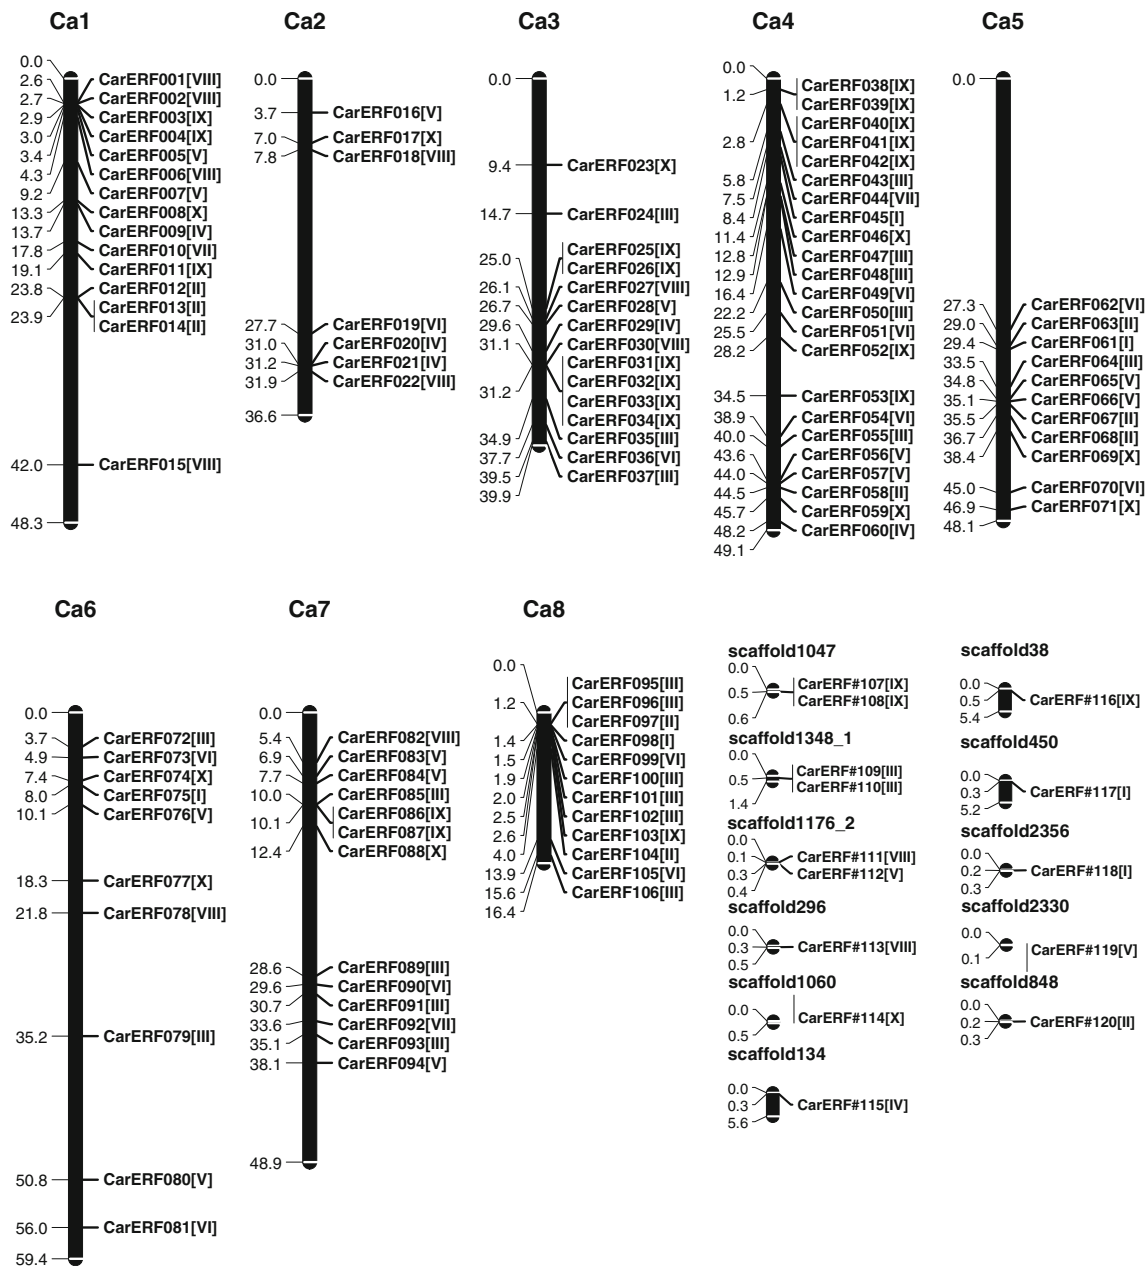 Ca1
0.0
2.6
2.7
2.9
3.0
3.4
4.3
9.2
13.3
13.7
17.8
19.1
23.8
23.9
42.0
48.3
CarERF001[VIII]
CarERF002[VIII]
CarERF003[IX]
CarERF004[IX]
CarERF005[V]
CarERF006[VIII]
CarERF007[V]
CarERF008[X]
CarERF009[IV]
CarERF010[VII]
CarERF011[IX]
CarERF012[II]
CarERF013[II]
CarERF014[II]
CarERF015[VIII]
Ca2
0.0
3.7
7.0
7.8
27.7
31.0
31.2
31.9
36.6
CarERF016[V]
CarERF017[X]
CarERF018[VIII]
CarERF019[VI]
CarERF020[IV]
CarERF021[IV]
CarERF022[VIII]
Ca3
0.0
9.4
14.7
25.0
26.1
26.7
29.6
31.1
31.2
34.9
37.7
39.5
39.9
CarERF023[X]
CarERF024[III]
CarERF025[IX]
CarERF026[IX]
CarERF027[VIII]
CarERF028[V]
CarERF029[IV]
CarERF030[VIII]
CarERF031[IX]
CarERF032[IX]
CarERF033[IX]
CarERF034[IX]
CarERF035[III]
CarERF036[VI]
CarERF037[III]
Ca4
0.0
1.2
2.8
5.8
7.5
8.4
11.4
12.8
12.9
16.4
22.2
25.5
28.2
34.5
38.9
40.0
43.6
44.0
44.5
45.7
48.2
49.1
CarERF038[IX]
CarERF039[IX]
CarERF040[IX]
CarERF041[IX]
CarERF042[IX]
CarERF043[III]
CarERF044[VII]
CarERF045[I]
CarERF046[X]
CarERF047[III]
CarERF048[III]
CarERF049[VI]
CarERF050[III]
CarERF051[VI]
CarERF052[IX]
CarERF053[IX]
CarERF054[VI]
CarERF055[III]
CarERF056[V]
CarERF057[V]
CarERF058[II]
CarERF059[X]
CarERF060[IV]
Ca5
0.0
27.3
29.0
29.4
33.5
34.8
35.1
35.5
36.7
38.4
45.0
46.9
48.1
CarERF062[VI]
CarERF063[II]
CarERF061[I]
CarERF064[III]
CarERF065[V]
CarERF066[V]
CarERF067[II]
CarERF068[II]
CarERF069[X]
CarERF070[VI]
CarERF071[X]
Ca6
0.0
3.7
4.9
7.4
8.0
10.1
18.3
21.8
35.2
50.8
56.0
59.4
CarERF072[III]
CarERF073[VI]
CarERF074[X]
CarERF075[I]
CarERF076[V]
CarERF077[X]
CarERF078[VIII]
CarERF079[III]
CarERF080[V]
CarERF081[VI]
Ca7
0.0
5.4
6.9
7.7
10.0
10.1
12.4
28.6
29.6
30.7
33.6
35.1
38.1
48.9
CarERF082[VIII]
CarERF083[V]
CarERF084[V]
CarERF085[III]
CarERF086[IX]
CarERF087[IX]
CarERF088[X]
CarERF089[III]
CarERF090[VI]
CarERF091[III]
CarERF092[VII]
CarERF093[III]
CarERF094[V]
Ca8
0.0
1.2
1.4
1.5
1.9
2.0
2.5
2.6
4.0
13.9
15.6
16.4
CarERF095[III]
CarERF096[III]
CarERF097[II]
CarERF098[I]
CarERF099[VI]
CarERF100[III]
CarERF101[III]
CarERF102[III]
CarERF103[IX]
CarERF104[II]
CarERF105[VI]
CarERF106[III]
scaffold1047
0.0
0.5
0.6
CarERF#107[IX]
CarERF#108[IX]
scaffold1348_1
0.0
0.5
1.4
CarERF#109[III]
CarERF#110[III]
scaffold1176_2
0.0
0.1
0.3
0.4
CarERF#111[VIII]
CarERF#112[V]
scaffold296
0.0
0.3
0.5
CarERF#113[VIII]
scaffold1060
0.0
0.5
CarERF#114[X]
scaffold134
0.0
0.3
5.6
CarERF#115[IV]
scaffold38
0.0
0.5
5.4
CarERF#116[IX]
scaffold450
0.0
0.3
5.2
CarERF#117[I]
scaffold2356
0.0
0.2
0.3
CarERF#118[I]
scaffold2330
0.0
0.1
CarERF#119[V]
scaffold848
0.0
0.2
0.3
CarERF#120[II]